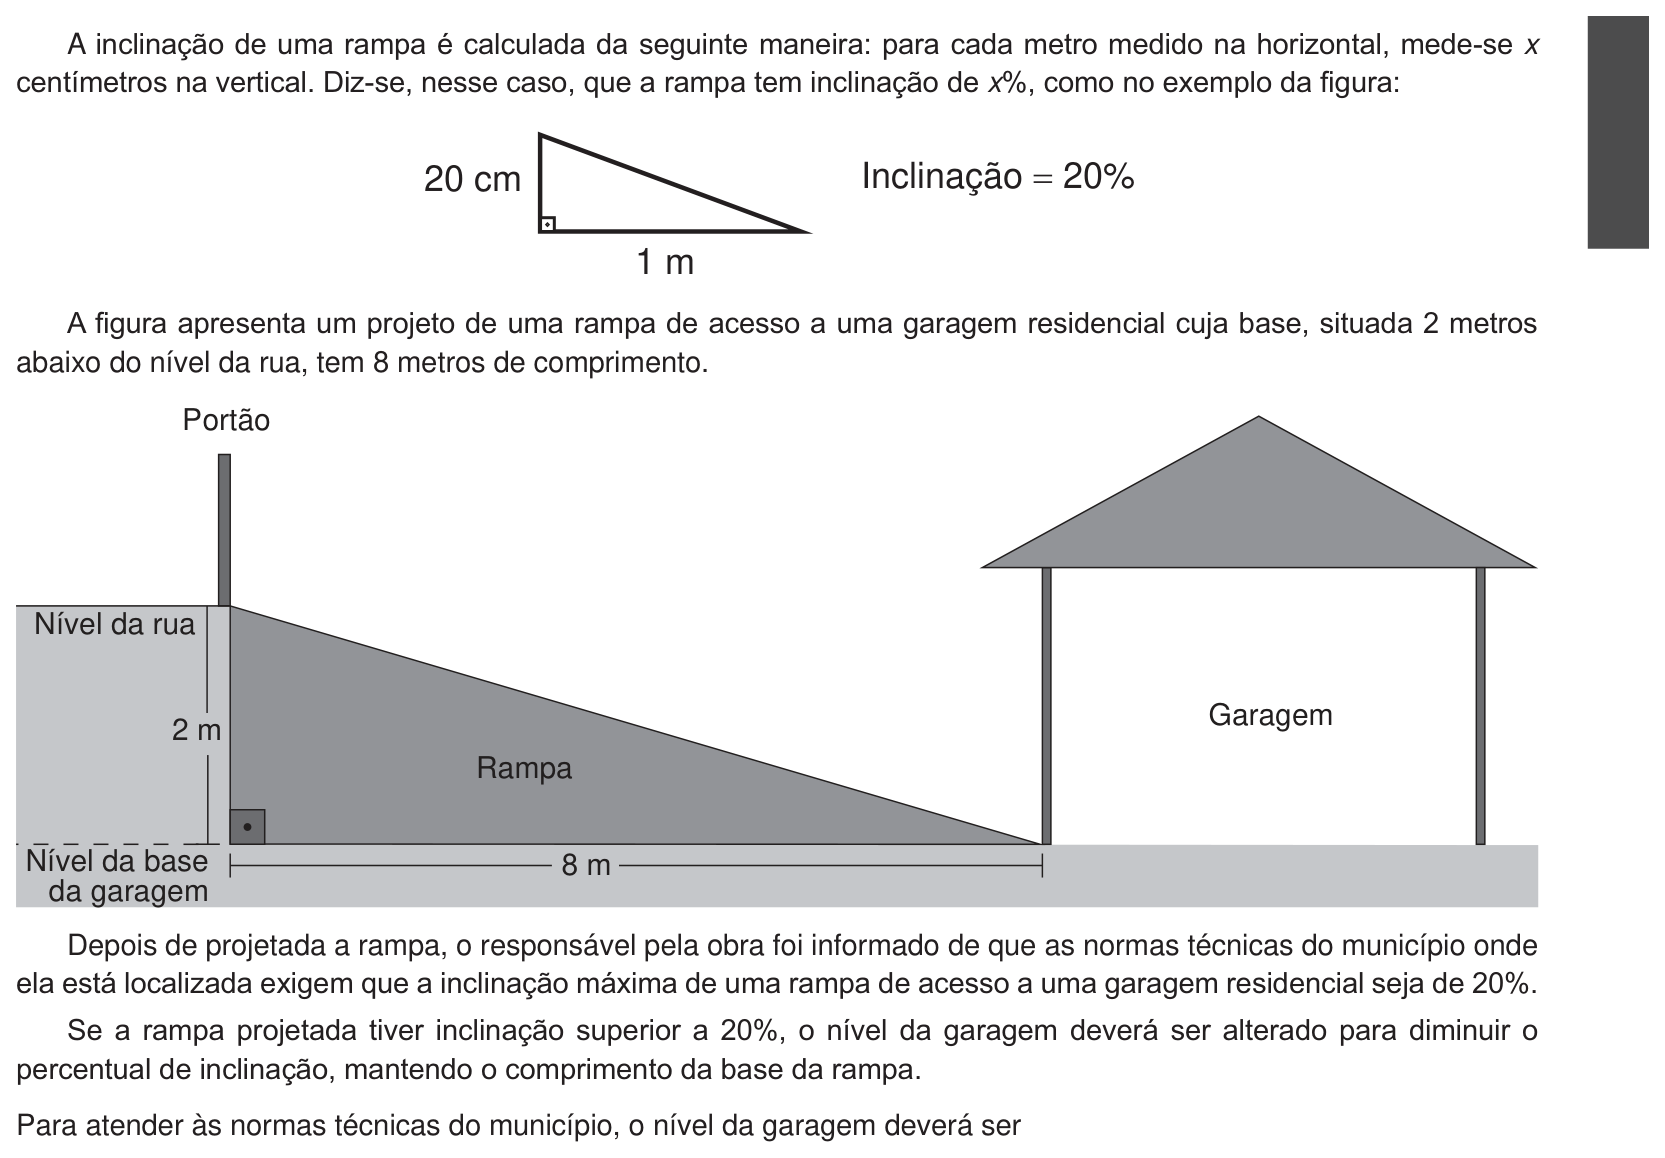 A inclinação de uma rampa é calculada da seguinte maneira: para cada metro medido na horizontal, mede-se x
centímetros na vertical. Diz-se, nesse caso, que a rampa tem inclinação de x%, como no exemplo da figura:
20 cm
Inclinação = 20%
1 m
A figura apresenta um projeto de uma rampa de acesso a uma garagem residencial cuja base, situada 2 metros
abaixo do nível da rua, tem 8 metros de comprimento.
Portão
Nível da rua
2 m
Rampa
Garagem
Nível da base
da garagem
8 m
Depois de projetada a rampa, o responsável pela obra foi informado de que as normas técnicas do município onde
ela está localizada exigem que a inclinação máxima de uma rampa de acesso a uma garagem residencial seja de 20%.
Se a rampa projetada tiver inclinação superior a 20%, o nível da garagem deverá ser alterado para diminuir o
percentual de inclinação, mantendo o comprimento da base da rampa.
Para atender às normas técnicas do município, o nível da garagem deverá ser